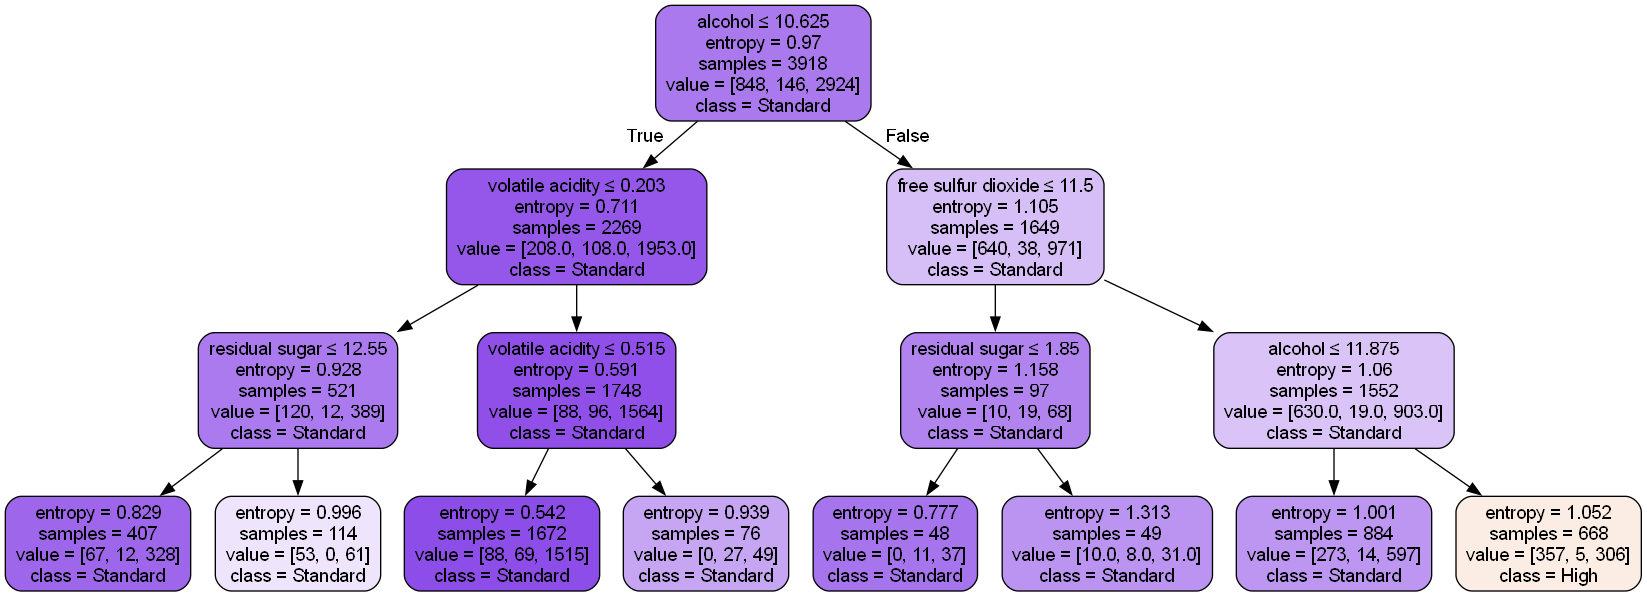 alcohol ≤ 10.625
entropy = 0.97
samples = 3918
value = [848, 146, 2924]
class = Standard
True
False
volatile acidity ≤ 0.203
entropy = 0.711
samples = 2269
value = [208.0, 108.0, 1953.0]
class = Standard
free sulfur dioxide ≤ 11.5
entropy = 1.105
samples = 1649
value = [640, 38, 971]
class = Standard
residual sugar ≤ 12.55
entropy = 0.928
samples = 521
value = [120, 12, 389]
class = Standard
volatile acidity ≤ 0.515
entropy = 0.591
samples = 1748
value = [88, 96, 1564]
class = Standard
residual sugar ≤ 1.85
entropy = 1.158
samples = 97
value = [10, 19, 68]
class = Standard
alcohol ≤ 11.875
entropy = 1.06
samples = 1552
value = [630.0, 19.0, 903.0]
class = Standard
entropy = 0.829
samples = 407
value = [67, 12, 328]
class = Standard
entropy = 0.996
samples = 114
value = [53, 0, 61]
class = Standard
entropy = 0.542
samples = 1672
value = [88, 69, 1515]
class = Standard
entropy = 0.939
samples = 76
value = [0, 27, 49]
class = Standard
entropy = 0.777
samples = 48
value = [0, 11, 37]
class = Standard
entropy = 1.313
samples = 49
value = [10.0, 8.0, 31.0]
class = Standard
entropy = 1.001
samples = 884
value = [273, 14, 597]
class = Standard
entropy = 1.052
samples = 668
value = [357, 5, 306]
class = High